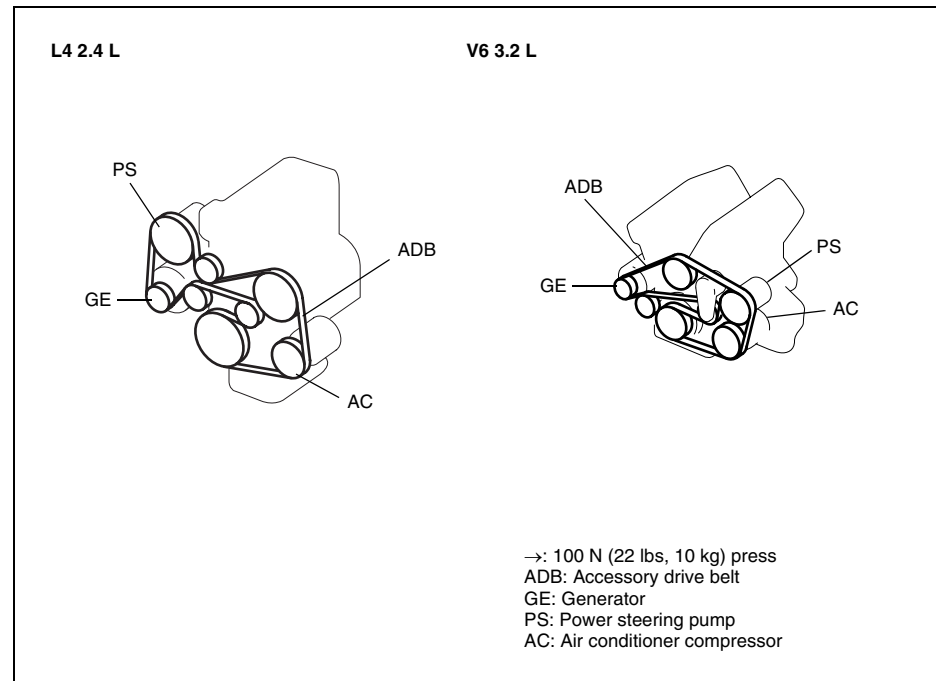 L4 2.4 L
V6 3.2 L
PS
ADB
GE
AC
ADB
PS
GE
AC
→: 100 N (22 lbs, 10 kg) press
ADB: Accessory drive belt
GE: Generator
PS: Power steering pump
AC: Air conditioner compressor